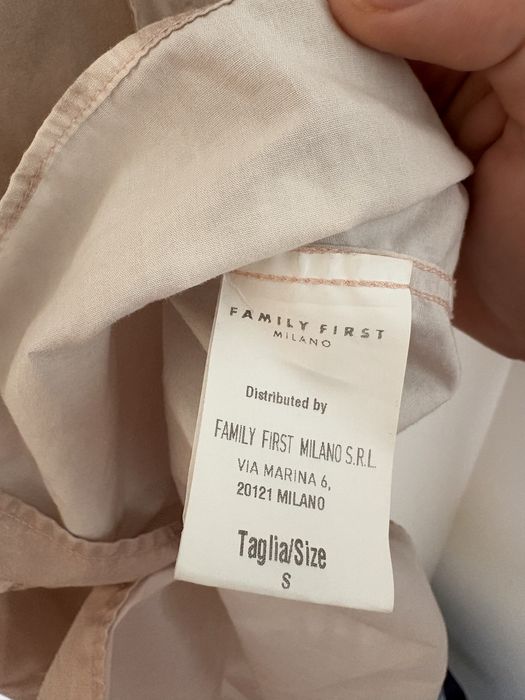 FAMILY FIRST
MILANO
Distributed by
FAMILY FIRST MILANO S.R.L.
VIA MARINA 6,
20121 MILANO
Taglia/Size
S